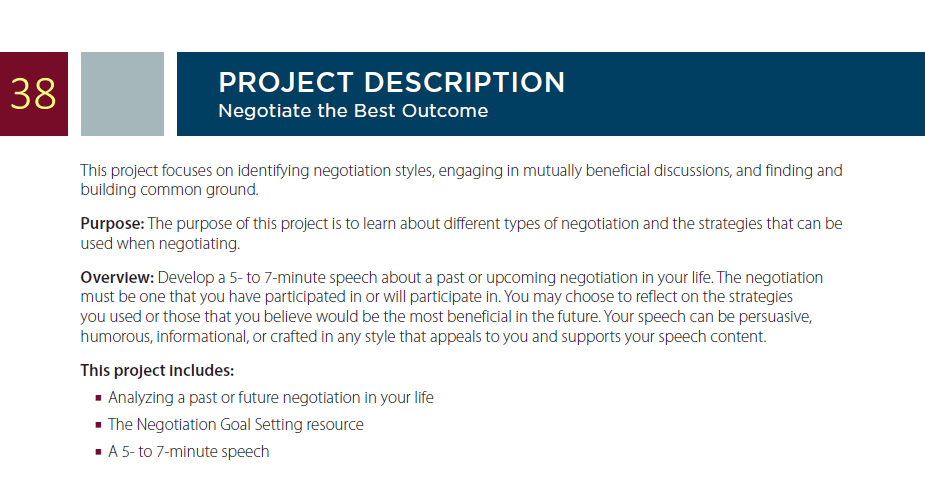 38
PROJECT DESCRIPTION
Negotiate the Best Outcome
This project focuses on identifying negotiation styles, engaging in mutually beneficial discussions, and finding and
building common ground.
Purpose: The purpose of this project is to learn about different types of negotiation and the strategies that can be
used when negotiating.
Overview: Develop a 5- to 7-minute speech about a past or upcoming negotiation in your life. The negotiation
must be one that you have participated in or will participate in. You may choose to reflect on the strategies
you used or those that you believe would be the most beneficial in the future. Your speech can be persuasive,
humorous, informational, or crafted in any style that appeals to you and supports your speech content.
This project includes:
▪ Analyzing a past or future negotiation in your life
▪ The Negotiation Goal Setting resource
▪ A 5- to 7-minute speech